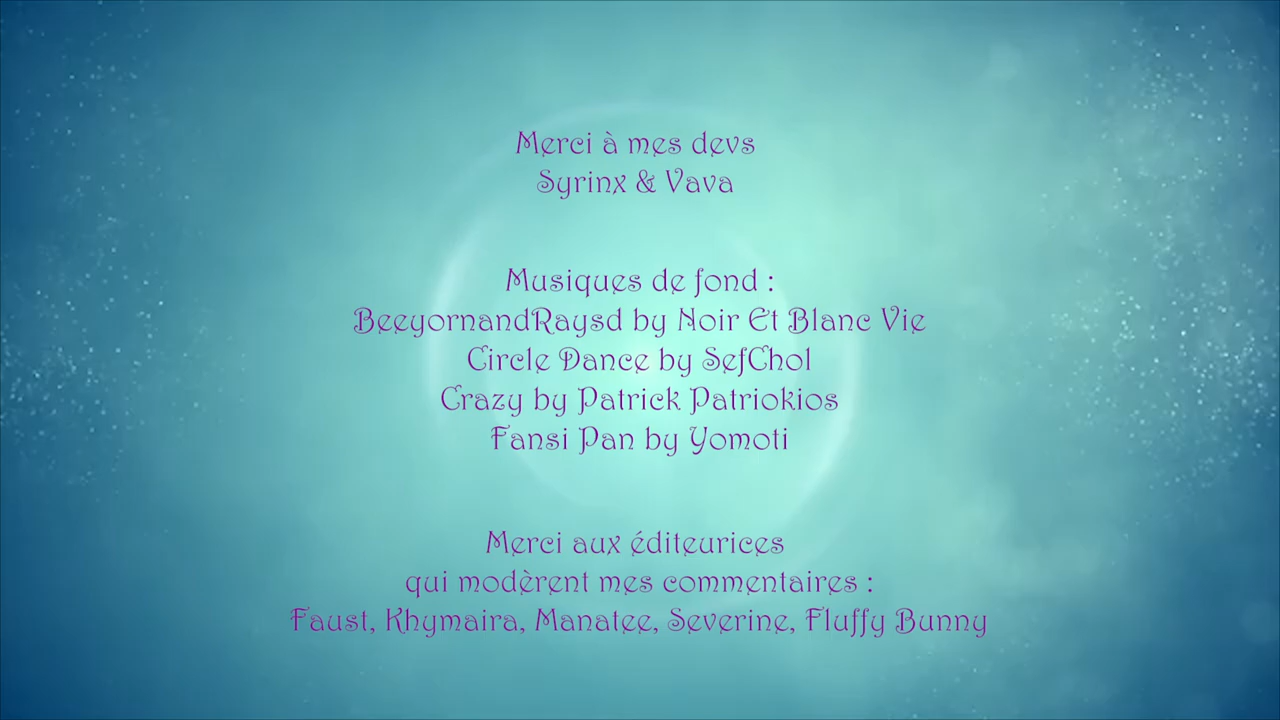 Merci à mes devs
Syrinx & Vava
Musiques de fond :
BeeyornandRaysd by Noir Et Blanc Vie
Circle Dance by SefChol
Crazy by Patrick Patriokios
Fansi Pan by Yomoti
Merci aux éditeurices
qui modèrent mes commentaires :
Faust, Khymaira, Manatee, Severine, Fluffy Bunny